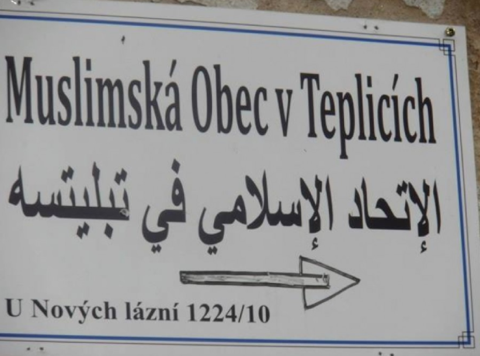 Muslimská Obec v Teplicích
الإتحاد الإسلامي في تبليتسه
U Nových lázní 1224/10